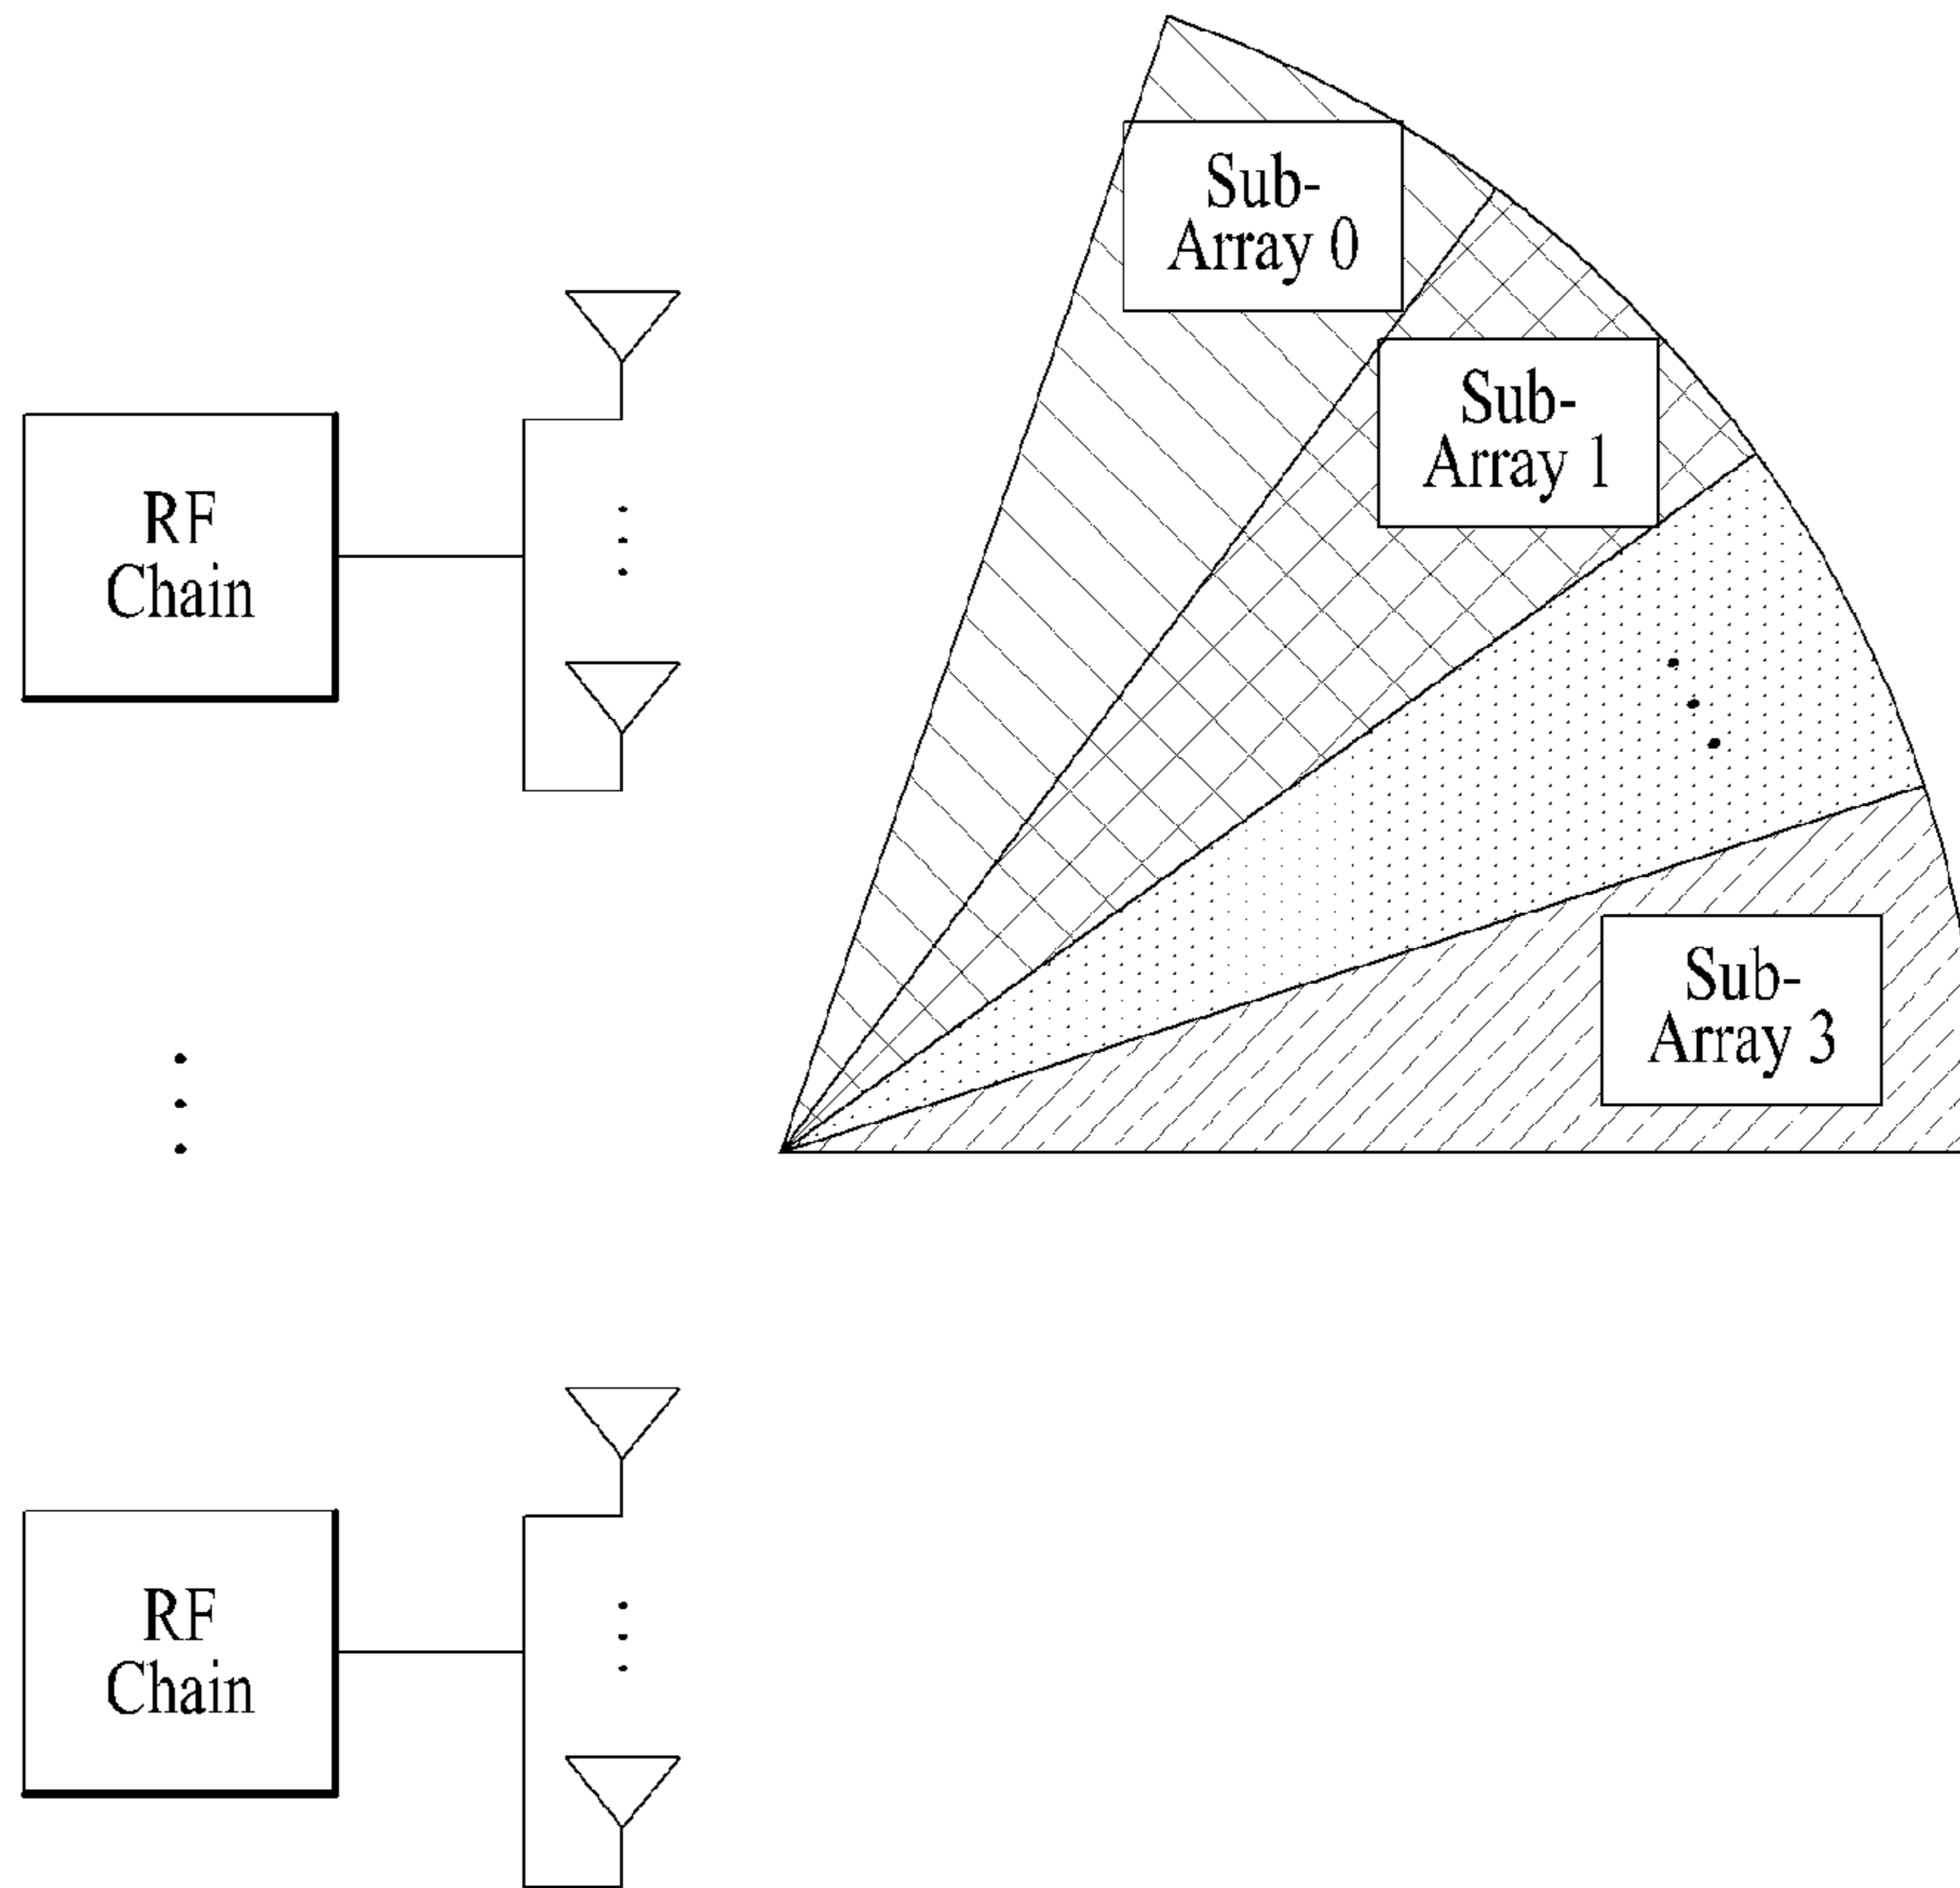 Sub-
Array 0
Sub-
Array 1
RF
Chain
Sub-
Array 3
RF
Chain